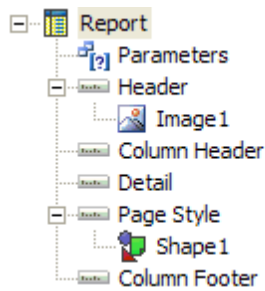 Report
Parameters
Header
Image1
Column Header
Detail
Page Style
Shape1
Column Footer